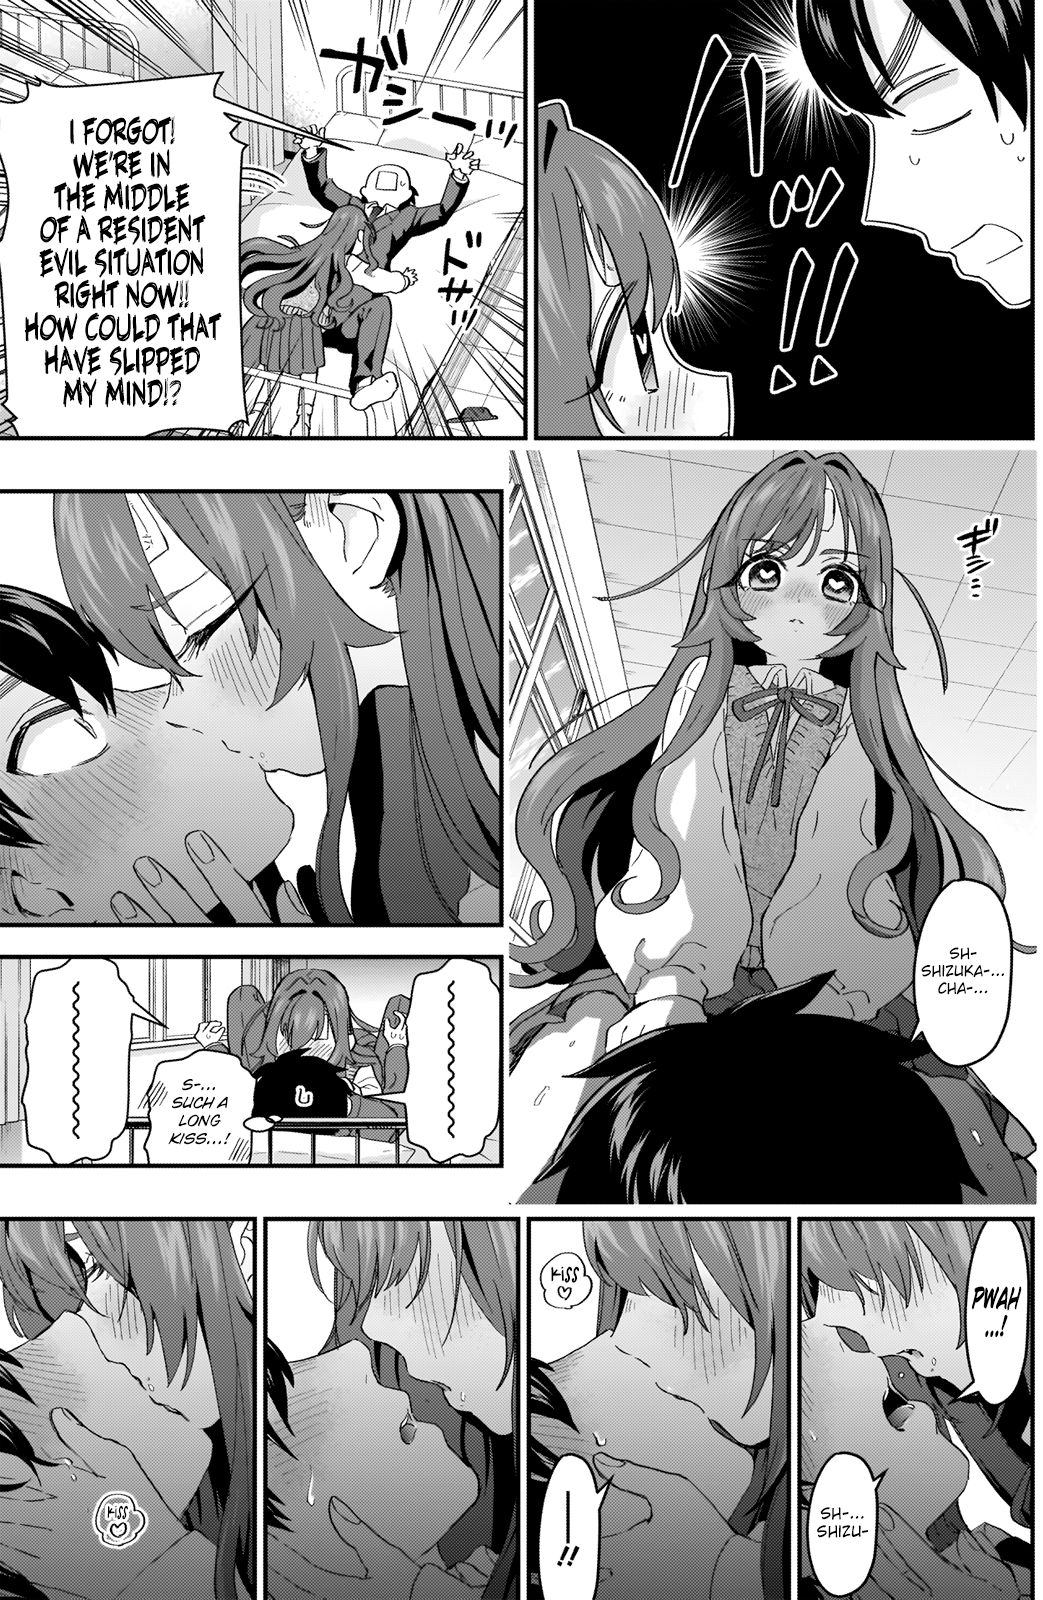 バッ!!
ガシーッ
ドサッ
I FORGOT!
WE'RE IN
THE MIDDLE
OF A RESIDENT
EVIL SITUATION
RIGHT NOW!!
HOW COULD THAT
HAVE SLIPPED
MY MIND!?
ギシ…
SH-
SHIZUKA-...
CHA-...
S-...
SUCH A
LONG
KISS...!
PWAH
...!
SH-...
SHIZU-
KISS
!!
KISS